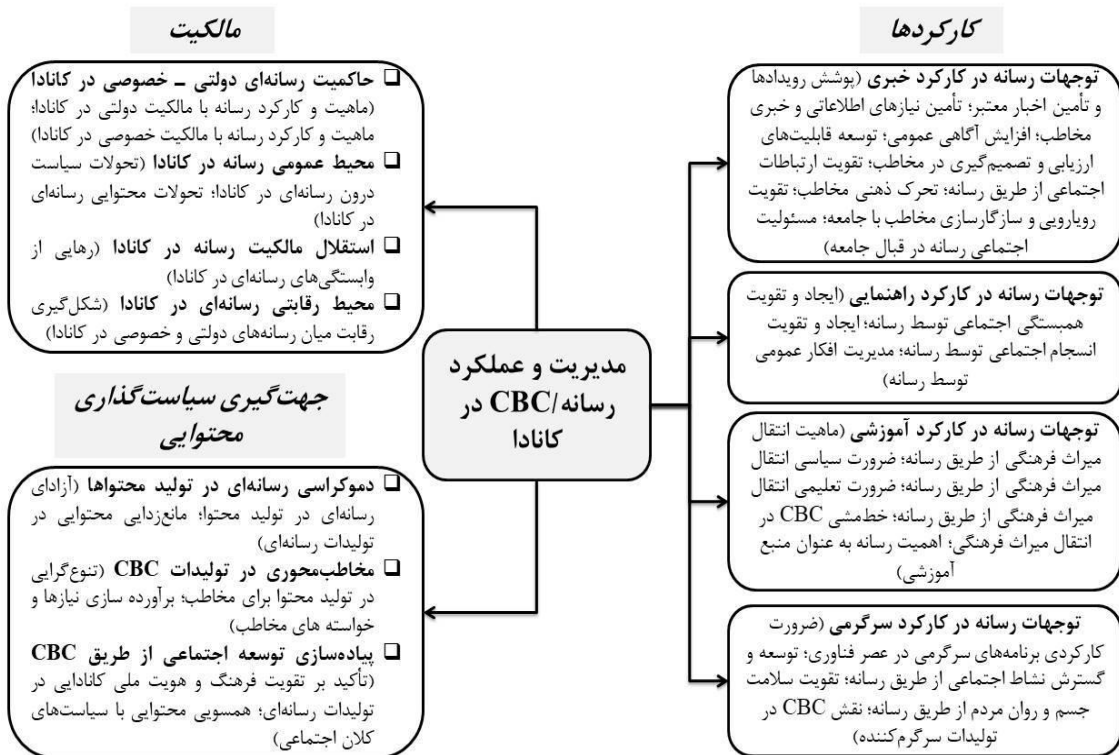 کارکردها
توجهات رسانه در کارکرد خبری (پوشش رویدادها
و تأمین اخبار معتبر؛ تأمین نیازهای اطلاعاتی و خبری
مخاطب؛ افزایش آگاهی عمومی؛ توسعه قابلیت‌های
ارزیابی و تصمیم‌گیری در مخاطب؛ تقویت ارتباطات
اجتماعی از طریق رسانه؛ تحرک ذهنی مخاطب؛ تقویت
رویارویی و سازگارسازی مخاطب با جامعه؛ مسئولیت
اجتماعی رسانه در قبال جامعه)
توجهات رسانه در کارکرد راهنمایی (ایجاد و تقویت
همبستگی اجتماعی توسط رسانه؛ ایجاد و تقویت
انسجام اجتماعی توسط رسانه؛ مدیریت افکار عمومی
توسط رسانه)
توجهات رسانه در کارکرد آموزشی (ماهیت انتقال
میراث فرهنگی از طریق رسانه؛ ضرورت سیاسی انتقال
میراث فرهنگی از طریق رسانه؛ ضرورت تعلیمی انتقال
میراث فرهنگی از طریق رسانه؛ خط‌مشی CBC در
انتقال میراث فرهنگی؛ اهمیت رسانه به عنوان منبع
آموزشی)
توجهات رسانه در کارکرد سرگرمی (ضرورت
کارکردی برنامه‌های سرگرمی در عصر فناوری؛ توسعه و
گسترش نشاط اجتماعی از طریق رسانه؛ تقویت سلامت
جسم و روان مردم از طریق رسانه؛ نقش CBC در
تولیدات سرگرم‌کننده)
مدیریت و عملکرد
رسانه/CBC در
کانادا
مالکیت
❑ حاکمیت رسانه‌ای دولتی – خصوصی در کانادا
(ماهیت و کارکرد رسانه با مالکیت دولتی در کانادا؛
ماهیت و کارکرد رسانه با مالکیت خصوصی در کانادا)
❑ محیط عمومی رسانه در کانادا (تحولات سیاست
درون رسانه‌ای در کانادا؛ تحولات محتوایی رسانه‌ای
در کانادا)
❑ استقلال مالکیت رسانه در کانادا (رهایی از
وابستگی‌های رسانه‌ای در کانادا)
❑ محیط رقابتی رسانه‌ای در کانادا (شکل‌گیری
رقابت میان رسانه‌های دولتی و خصوصی در کانادا)
جهت‌گیری سیاست‌گذاری
محتوایی
❑ دموکراسی رسانه‌ای در تولید محتواها (آزادای
رسانه‌ای در تولید محتوا؛ مانع‌زدایی محتوایی در
تولیدات رسانه‌ای)
❑ مخاطب‌محوری در تولیدات CBC (تنوع‌گرایی
در تولید محتوا برای مخاطب؛ برآورده سازی نیازها و
خواسته های مخاطب)
❑ پیاده‌سازی توسعه اجتماعی از طریق CBC
(تأکید بر تقویت فرهنگ و هویت ملی کانادایی در
تولیدات رسانه‌ای؛ همسویی محتوایی با سیاست‌های
کلان اجتماعی)